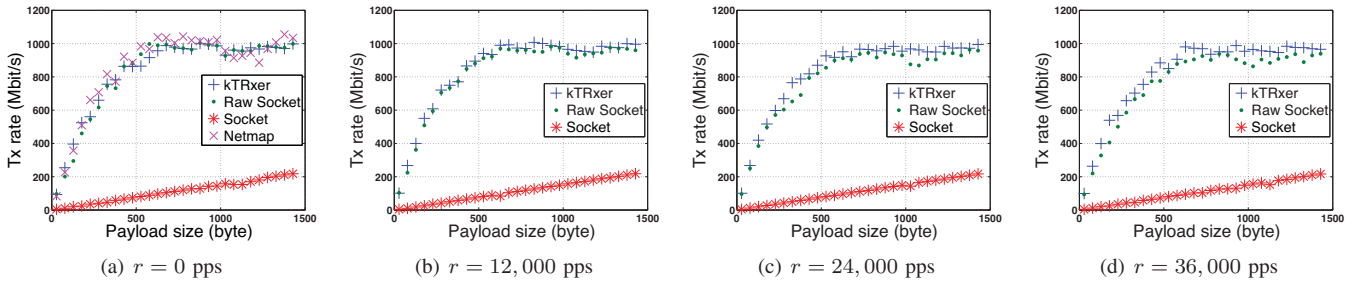 1200
1000
800
600
400
200
0
Tx rate (Mbit/s)
kTRxer
Raw Socket
Socket
Netmap
0 500 1000 1500
Payload size (byte)
(a) r = 0 pps
1200
1000
800
600
400
200
0
Tx rate (Mbit/s)
kTRxer
Raw Socket
Socket
0 500 1000 1500
Payload size (byte)
(b) r = 12, 000 pps
1200
1000
800
600
400
200
0
Tx rate (Mbit/s)
kTRxer
Raw Socket
Socket
0 500 1000 1500
Payload size (byte)
(c) r = 24, 000 pps
1200
1000
800
600
400
200
0
Tx rate (Mbit/s)
kTRxer
Raw Socket
Socket
0 500 1000 1500
Payload size (byte)
(d) r = 36, 000 pps